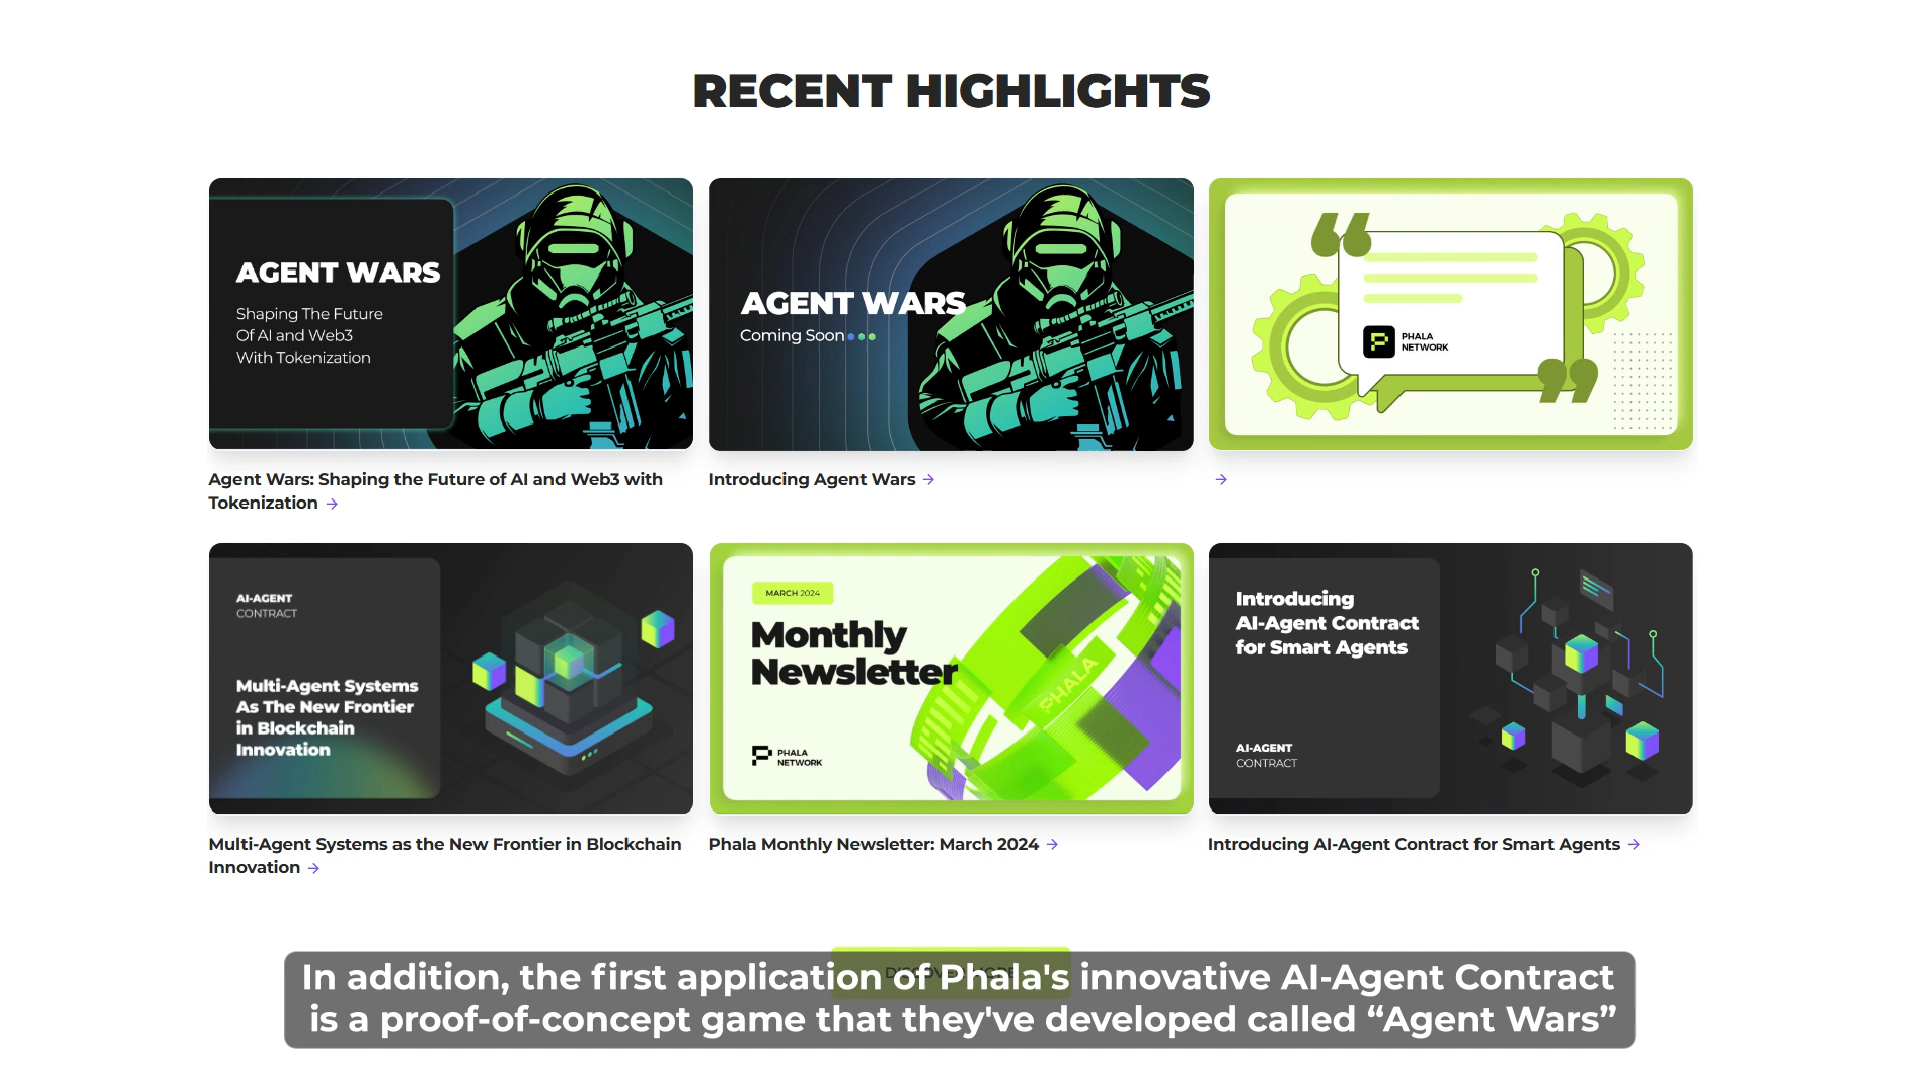 RECENT HIGHLIGHTS
AGENT WARS
Shaping The Future
Of AI and Web3
With Tokenization
AGENT WARS
Coming Soon
PHALA
NETWORK
Agent Wars: Shaping the Future of AI and Web3 with
Tokenization →
Introducing Agent Wars →
→
AI-AGENT
CONTRACT
Multi-Agent Systems
As The New Frontier
in Blockchain
Innovation
MARCH 2024
Monthly
Newsletter
PHALA
PHALA
NETWORK
Introducing
AI-Agent Contract
for Smart Agents
AI-AGENT
CONTRACT
Multi-Agent Systems as the New Frontier in Blockchain
Innovation →
Phala Monthly Newsletter: March 2024 →
Introducing AI-Agent Contract for Smart Agents →
In addition, the first application of Phala's innovative AI-Agent Contract
is a proof-of-concept game that they've developed called “Agent Wars”